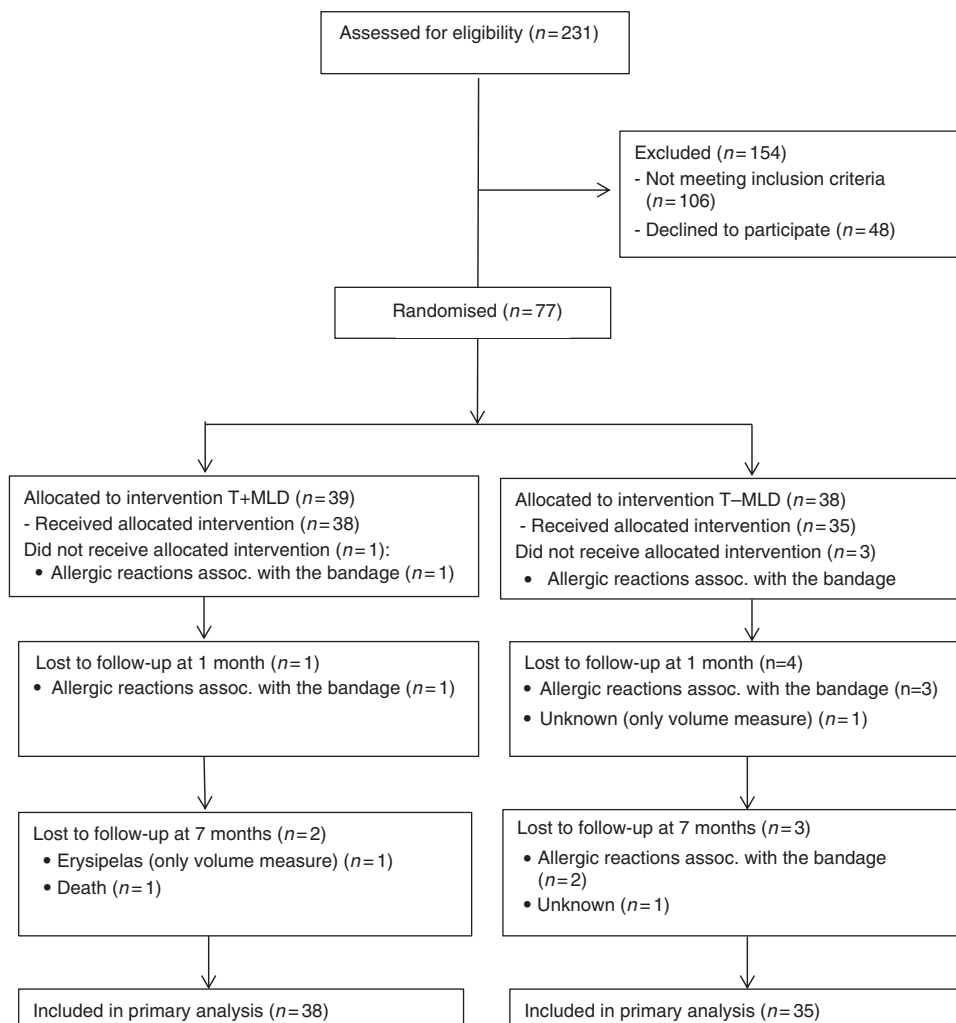 Assessed for eligibility (n=231)
Excluded (n=154)
- Not meeting inclusion criteria
(n=106)
- Declined to participate (n=48)
Randomised (n=77)
Allocated to intervention T+MLD (n=39)
- Received allocated intervention (n=38)
Did not receive allocated intervention (n=1):
• Allergic reactions assoc. with the bandage (n=1)
Lost to follow-up at 1 month (n=1)
• Allergic reactions assoc. with the bandage (n=1)
Lost to follow-up at 7 months (n=2)
• Erysipelas (only volume measure) (n=1)
• Death (n=1)
Included in primary analysis (n=38)
Allocated to intervention T–MLD (n=38)
- Received allocated intervention (n=35)
Did not receive allocated intervention (n=3)
• Allergic reactions assoc. with the bandage
Lost to follow-up at 1 month (n=4)
• Allergic reactions assoc. with the bandage (n=3)
• Unknown (only volume measure) (n=1)
Lost to follow-up at 7 months (n=3)
• Allergic reactions assoc. with the bandage
(n=2)
• Unknown (n=1)
Included in primary analysis (n=35)